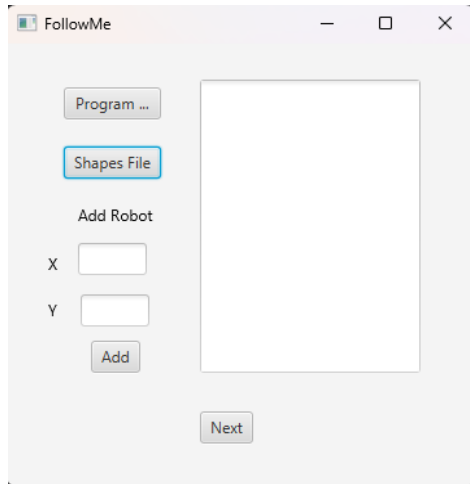 FollowMe
Program ...
Shapes File
Add Robot
X
Y
Add
Next